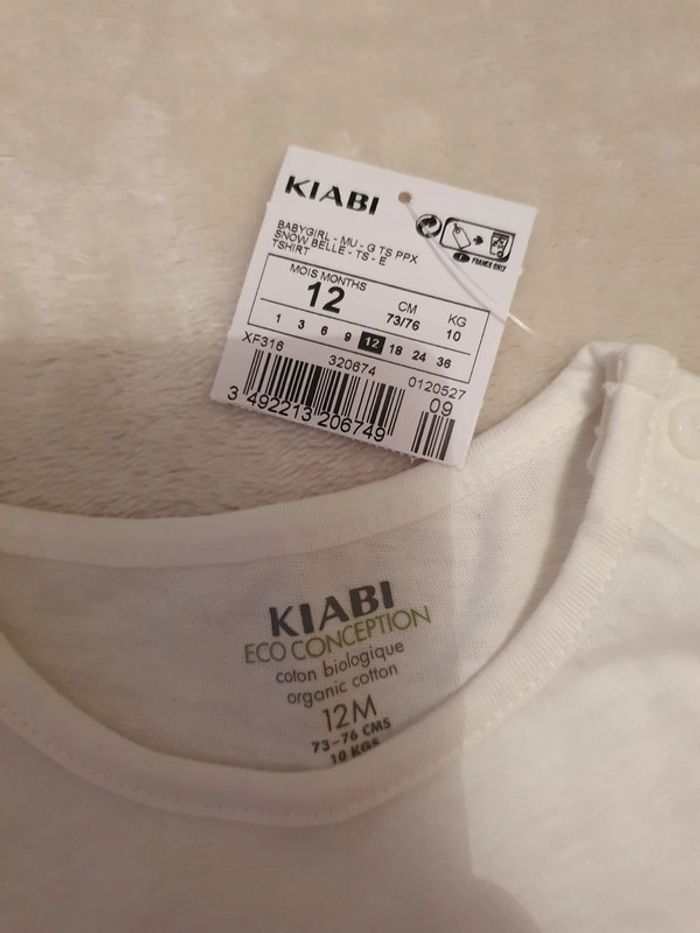 KIABI
BABYGIRL - MU - G TS PPX
SNOW BELLE - TS - E
TSHIRT
FRANCE ONLY
MOIS MONTHS
12
CM
73/76
KG
10
1 3 6 9 12 18 24 36
XF316 320674 0120527
09
3 492213 206749
KIABI
ECO CONCEPTION
coton biologique
organic cotton
12M
73-76 CMS
10 KGS